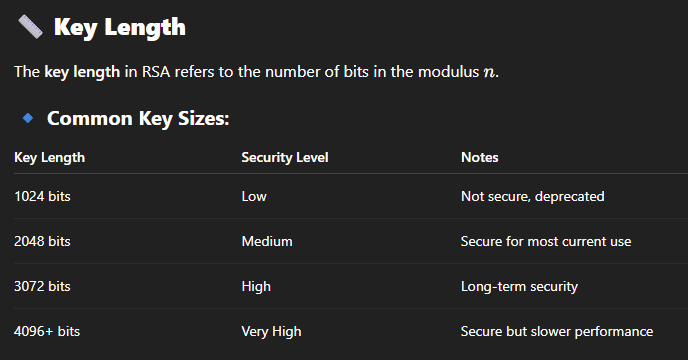 📏 Key Length
The key length in RSA refers to the number of bits in the modulus n.
🔹 Common Key Sizes:
Key Length Security Level Notes
1024 bits Low Not secure, deprecated
2048 bits Medium Secure for most current use
3072 bits High Long-term security
4096+ bits Very High Secure but slower performance